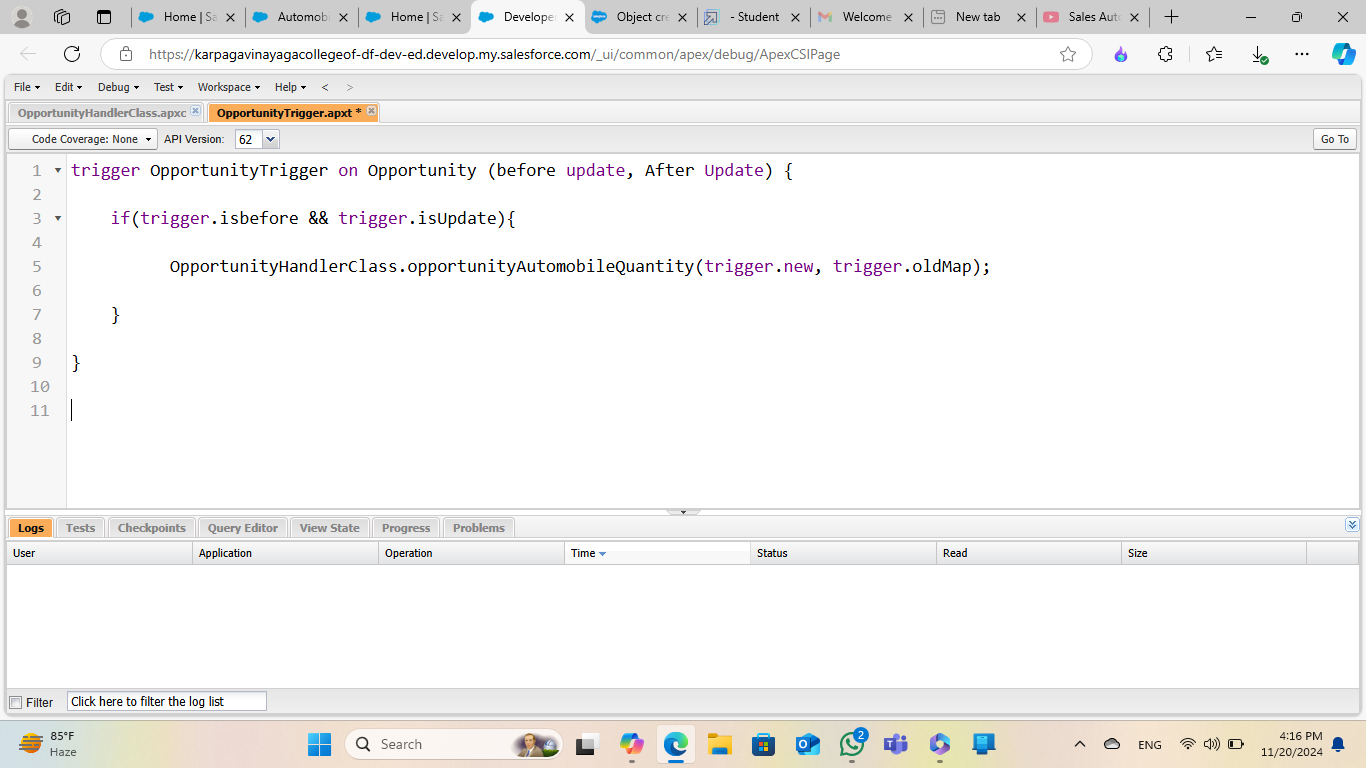 Home | Sa
Automobi
Home | Sa
Developer
Object cre
- Student
Welcome
New tab
Sales Auto
https://karpagavinayagacollegeof-df-dev-ed.develop.my.salesforce.com/_ui/common/apex/debug/ApexCSIPage
File Edit Debug Test Workspace Help < >
OpportunityHandlerClass.apxc OpportunityTrigger.apxt *
Code Coverage: None API Version: 62 Go To
1 trigger OpportunityTrigger on Opportunity (before update, After Update) {
2
3 if(trigger.isbefore && trigger.isUpdate){
4
5 OpportunityHandlerClass.opportunityAutomobileQuantity(trigger.new, trigger.oldMap);
6
7 }
8
9 }
10
11
Logs Tests Checkpoints Query Editor View State Progress Problems
User Application Operation Time Status Read Size
Filter Click here to filter the log list
85°F
Haze
Search
2
ENG
4:16 PM
11/20/2024